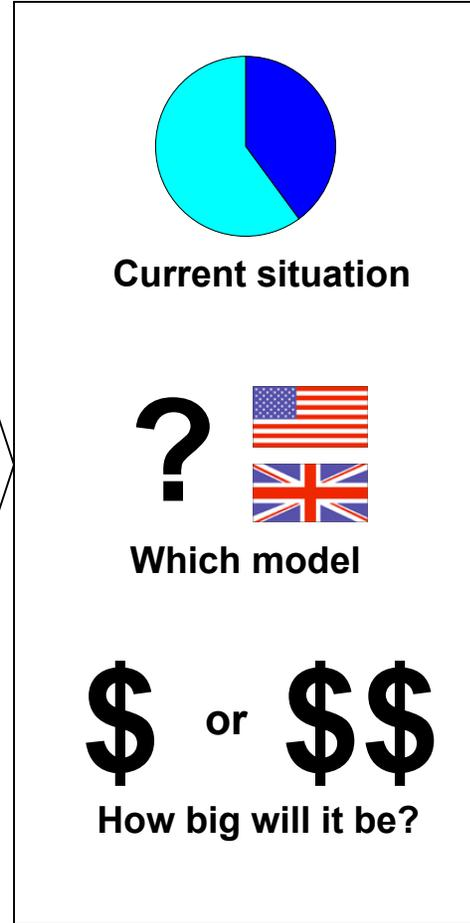 Current situation
?
Which model
$ or $$
How big will it be?